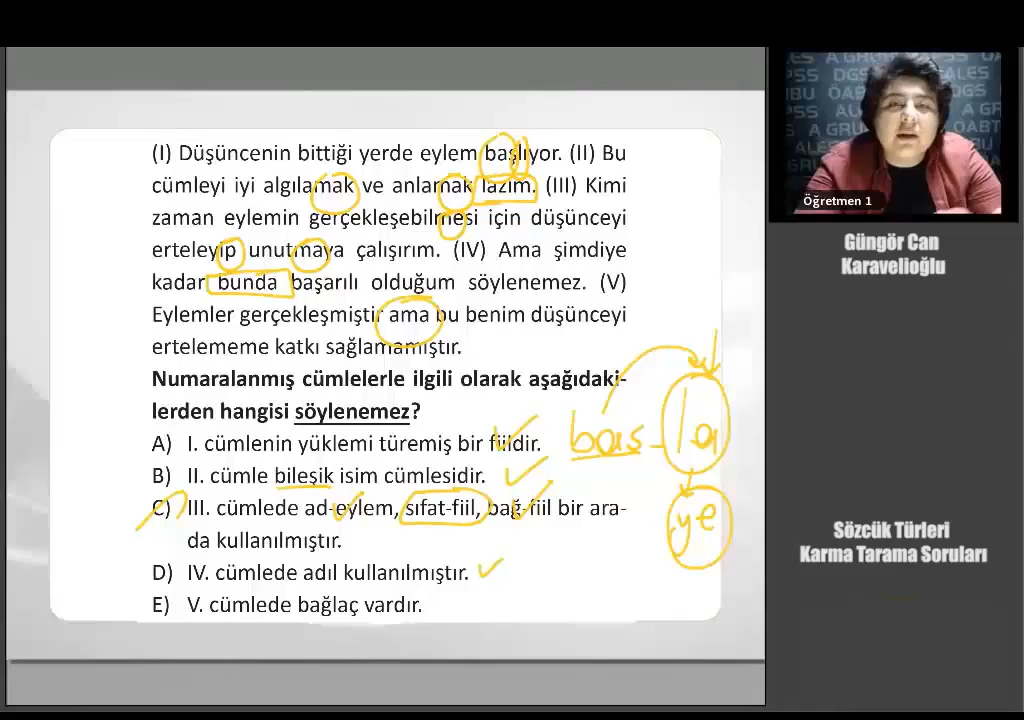 (I) Düşüncenin bittiği yerde eylem başlıyor. (II) Bu
cümleyi iyi algılamak ve anlamak lazım. (III) Kimi
zaman eylemin gerçekleşebilmesi için düşünceyi
erteleyip unutmaya çalışırım. (IV) Ama şimdiye
kadar bunda başarılı olduğum söylenemez. (V)
Eylemler gerçekleşmiştir ama bu benim düşünceyi
ertelememe katkı sağlamamıştır.
Numaralanmış cümlelerle ilgili olarak aşağıdaki-
lerden hangisi söylenemez?
A) I. cümlenin yüklemi türemiş bir fiildir.
B) II. cümle bileşik isim cümlesidir.
C) III. cümlede ad-eylem, sıfat-fiil, bağ-fiil bir ara-
da kullanılmıştır.
D) IV. cümlede adıl kullanılmıştır.
E) V. cümlede bağlaç vardır.
baş-la
ye
Öğretmen 1
Güngör Can
Karavelioğlu
Sözcük Türleri
Karma Tarama Soruları